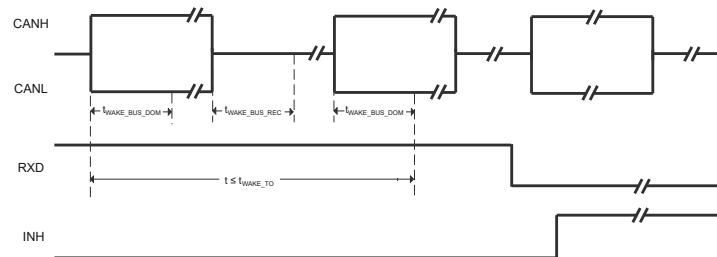 CANH
CANL
tWAKE_BUS_DOM
tWAKE_BUS_REC
tWAKE_BUS_DOM
RXD
t ≤ tWAKE_TO
INH